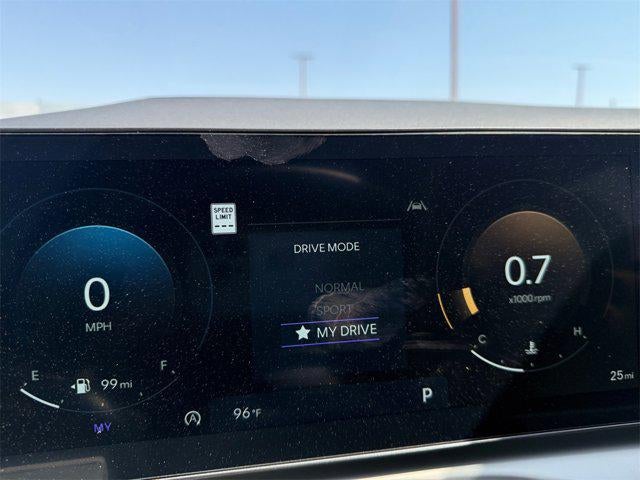 SPEED
LIMIT
DRIVE MODE
NORMAL
SPORT
MY DRIVE
0
MPH
0.7
x1000 rpm
E
F
99 mi
C
H
MY
A
96 °F
P
25 mi